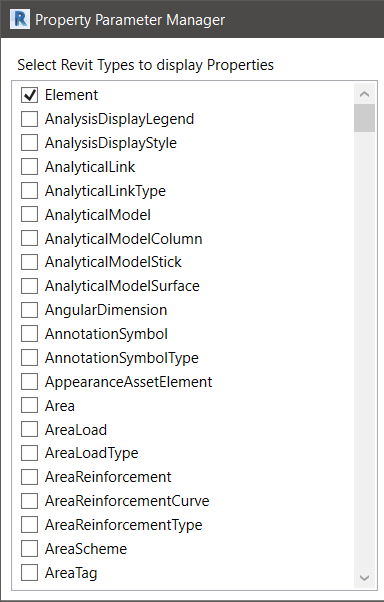 R Property Parameter Manager
Select Revit Types to display Properties
Element
AnalysisDisplayLegend
AnalysisDisplayStyle
AnalyticalLink
AnalyticalLinkType
AnalyticalModel
AnalyticalModelColumn
AnalyticalModelStick
AnalyticalModelSurface
AngularDimension
AnnotationSymbol
AnnotationSymbolType
AppearanceAssetElement
Area
AreaLoad
AreaLoadType
AreaReinforcement
AreaReinforcementCurve
AreaReinforcementType
AreaScheme
AreaTag